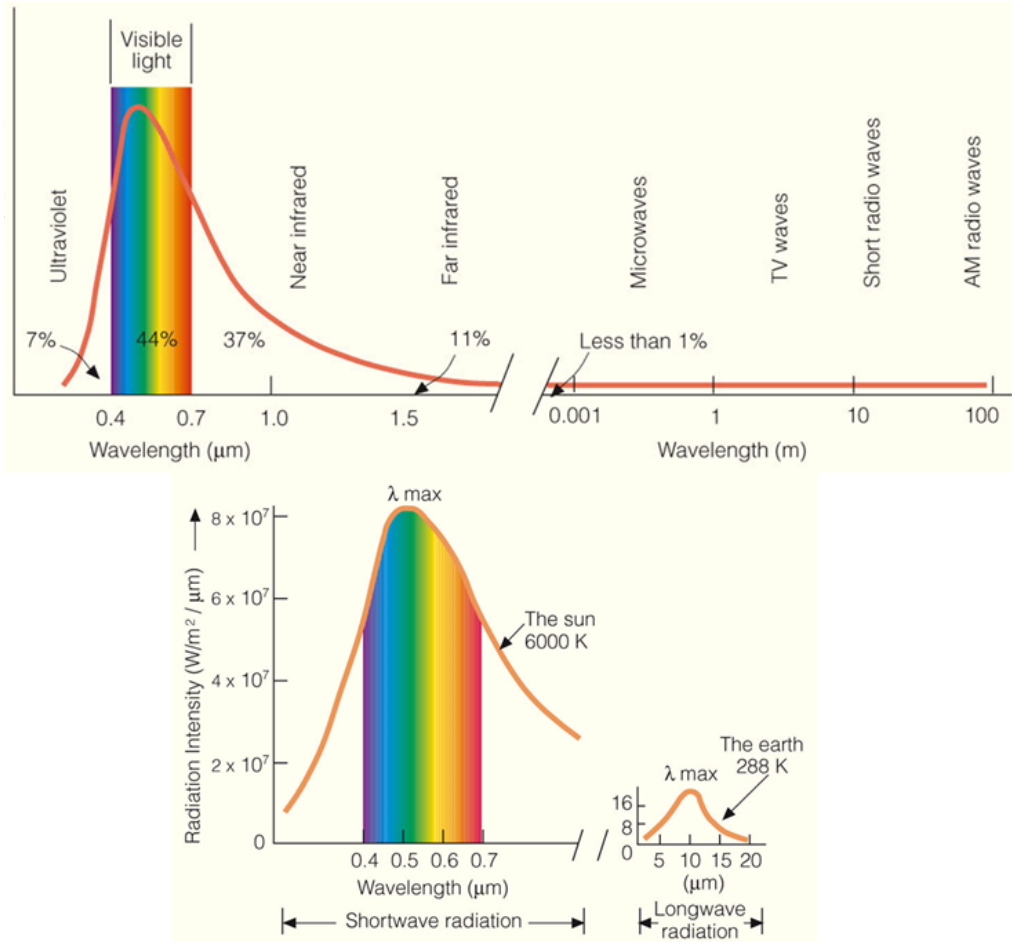 Visible
light
Ultraviolet
Near infrared
Far infrared
Microwaves
TV waves
Short radio waves
AM radio waves
7%
44%
37%
11%
Less than 1%
0.4
0.7
1.0
1.5
0.001
1
10
100
Wavelength (μm)
Wavelength (m)
λ max
8 x 10⁷
6 x 10⁷
4 x 10⁷
2 x 10⁷
0
Radiation Intensity (W/m² / μm)
The sun
6000 K
0.4 0.5 0.6 0.7
Wavelength (μm)
Shortwave radiation
The earth
288 K
λ max
16
8
0
5 10 15 20
(μm)
Longwave
radiation